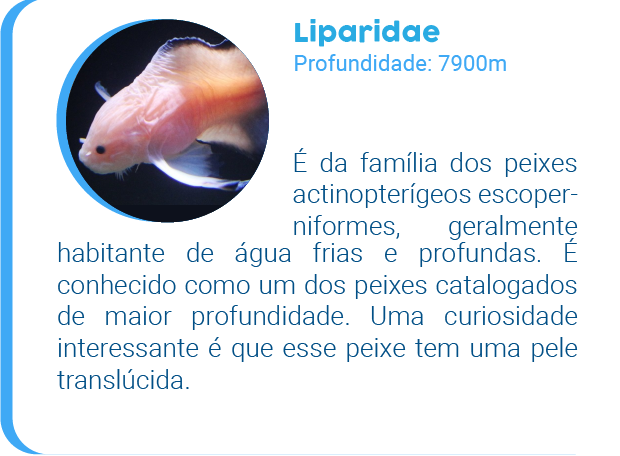 Liparidae
Profundidade: 7900m
É da família dos peixes
actinopterígeos escoper-
niformes, geralmente
habitante de água frias e profundas. É
conhecido como um dos peixes catalogados
de maior profundidade. Uma curiosidade
interessante é que esse peixe tem uma pele
translúcida.